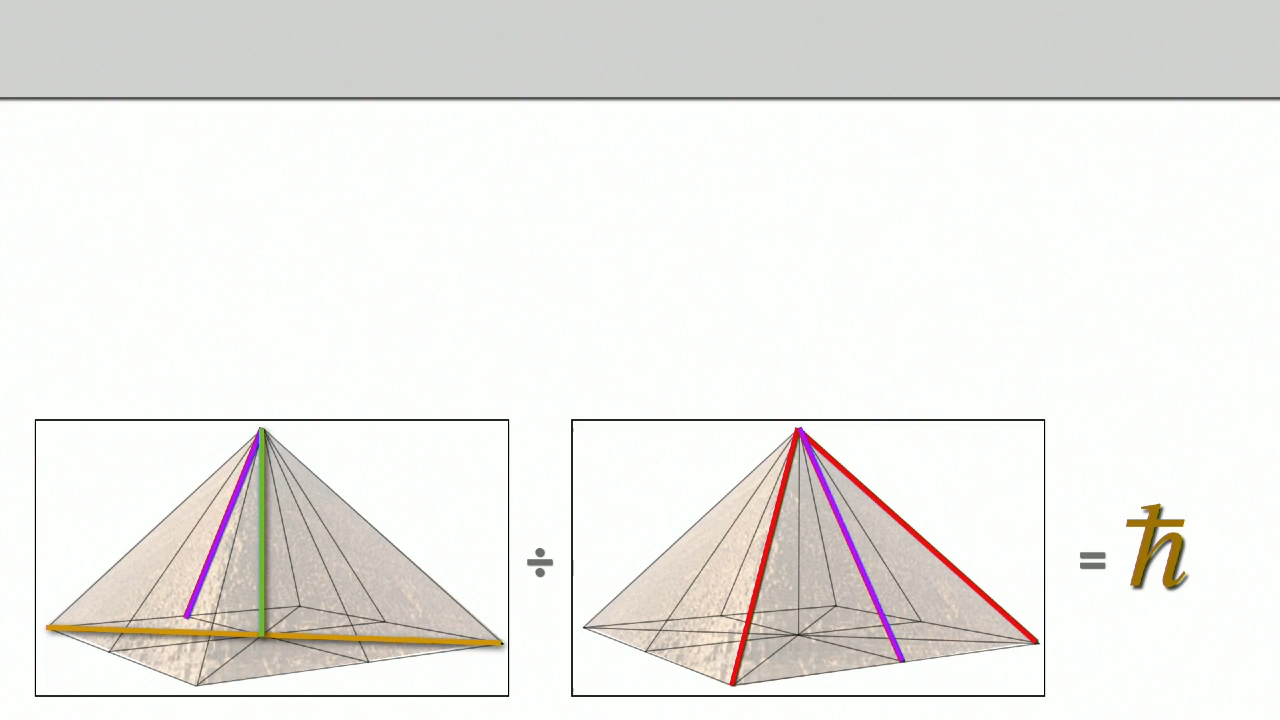 ÷ = ℏ